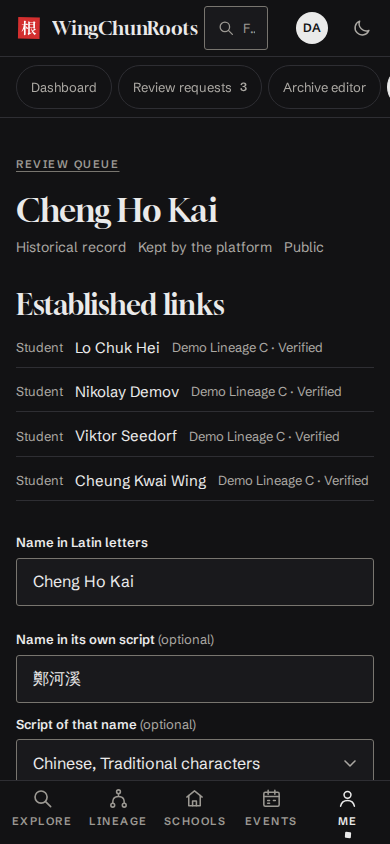 根 WingChunRoots F.. DA
Dashboard Review requests 3 Archive editor
REVIEW QUEUE
Cheng Ho Kai
Historical record Kept by the platform Public
Established links
Student Lo Chuk Hei Demo Lineage C · Verified
Student Nikolay Demov Demo Lineage C · Verified
Student Viktor Seedorf Demo Lineage C · Verified
Student Cheung Kwai Wing Demo Lineage C · Verified
Name in Latin letters
Cheng Ho Kai
Name in its own script (optional)
鄭河溪
Script of that name (optional)
Chinese, Traditional characters
EXPLORE LINEAGE SCHOOLS EVENTS ME